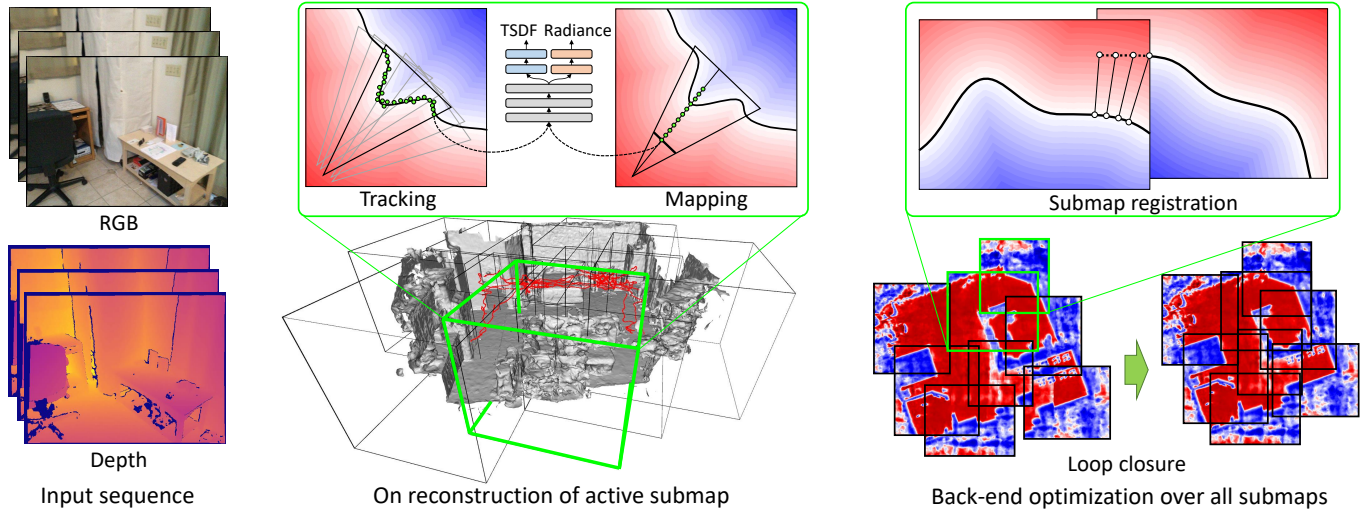 RGB
Depth
Input sequence
TSDF Radiance
Tracking
Mapping
On reconstruction of active submap
Submap registration
Loop closure
Back-end optimization over all submaps